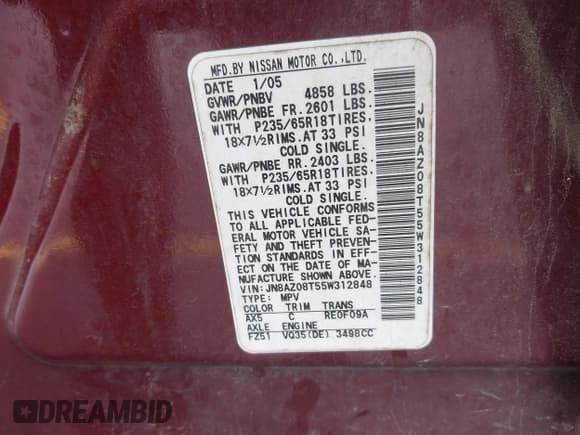 MFD.BY NISSAN MOTOR CO.,LTD.
DATE 1/05
GVWR/PNBV 4858 LBS.
GAWR/PNBE FR. 2601 LBS.
WITH P235/65R18TIRES,
18×7½RIMS.AT 33 PSI
COLD SINGLE.
GAWR/PNBE RR. 2403 LBS.
WITH P235/65R18TIRES,
18×7½RIMS.AT 33 PSI
COLD SINGLE.
THIS VEHICLE CONFORMS
TO ALL APPLICABLE FED-
ERAL MOTOR VEHICLE SA-
FETY AND THEFT PREVEN-
TION STANDARDS IN EFF-
ECT ON THE DATE OF MA-
NUFACTURE SHOWN ABOVE.
VIN: JN8AZ08T55W312848
TYPE: MPV
COLOR TRIM TRANS
AX5 C RE0F09A
AXLE ENGINE
FZ51 VQ35(DE) 3498CC
JN8AZ08T55W312848
DREAMBID